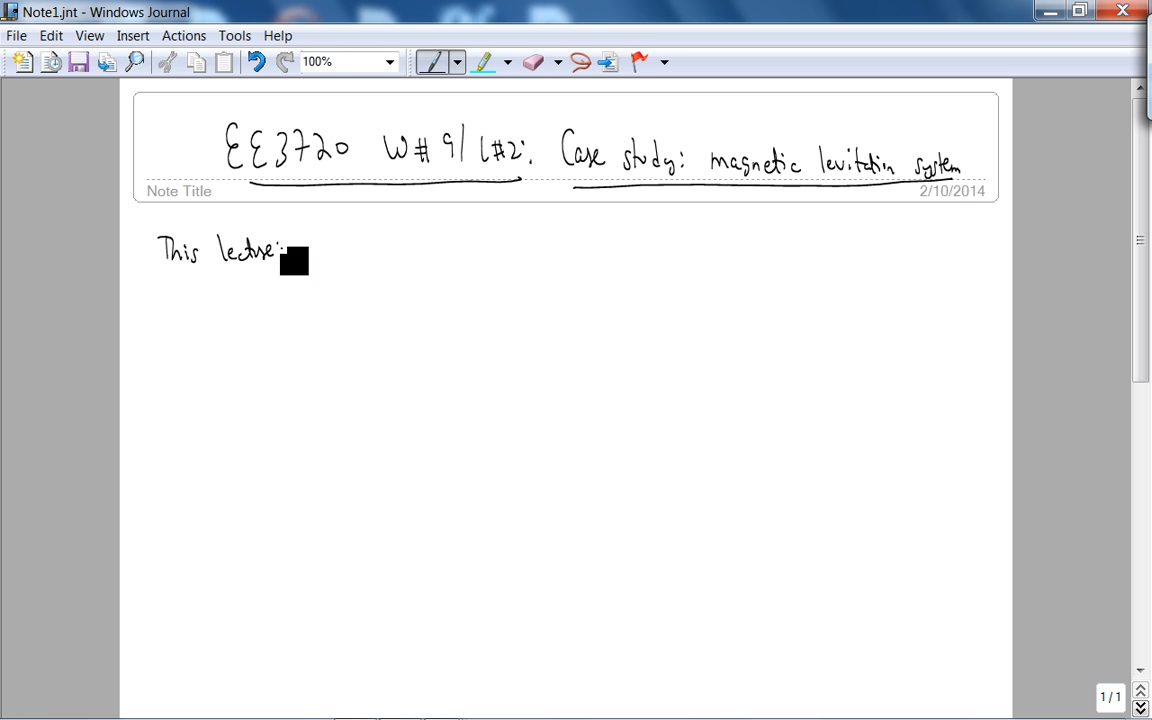 Note1.jnt - Windows Journal
File Edit View Insert Actions Tools Help
100%
EE3720 W# 9/ L#2: Case study: magnetic levitation system
Note Title
2/10/2014
This lecture:
1 / 1